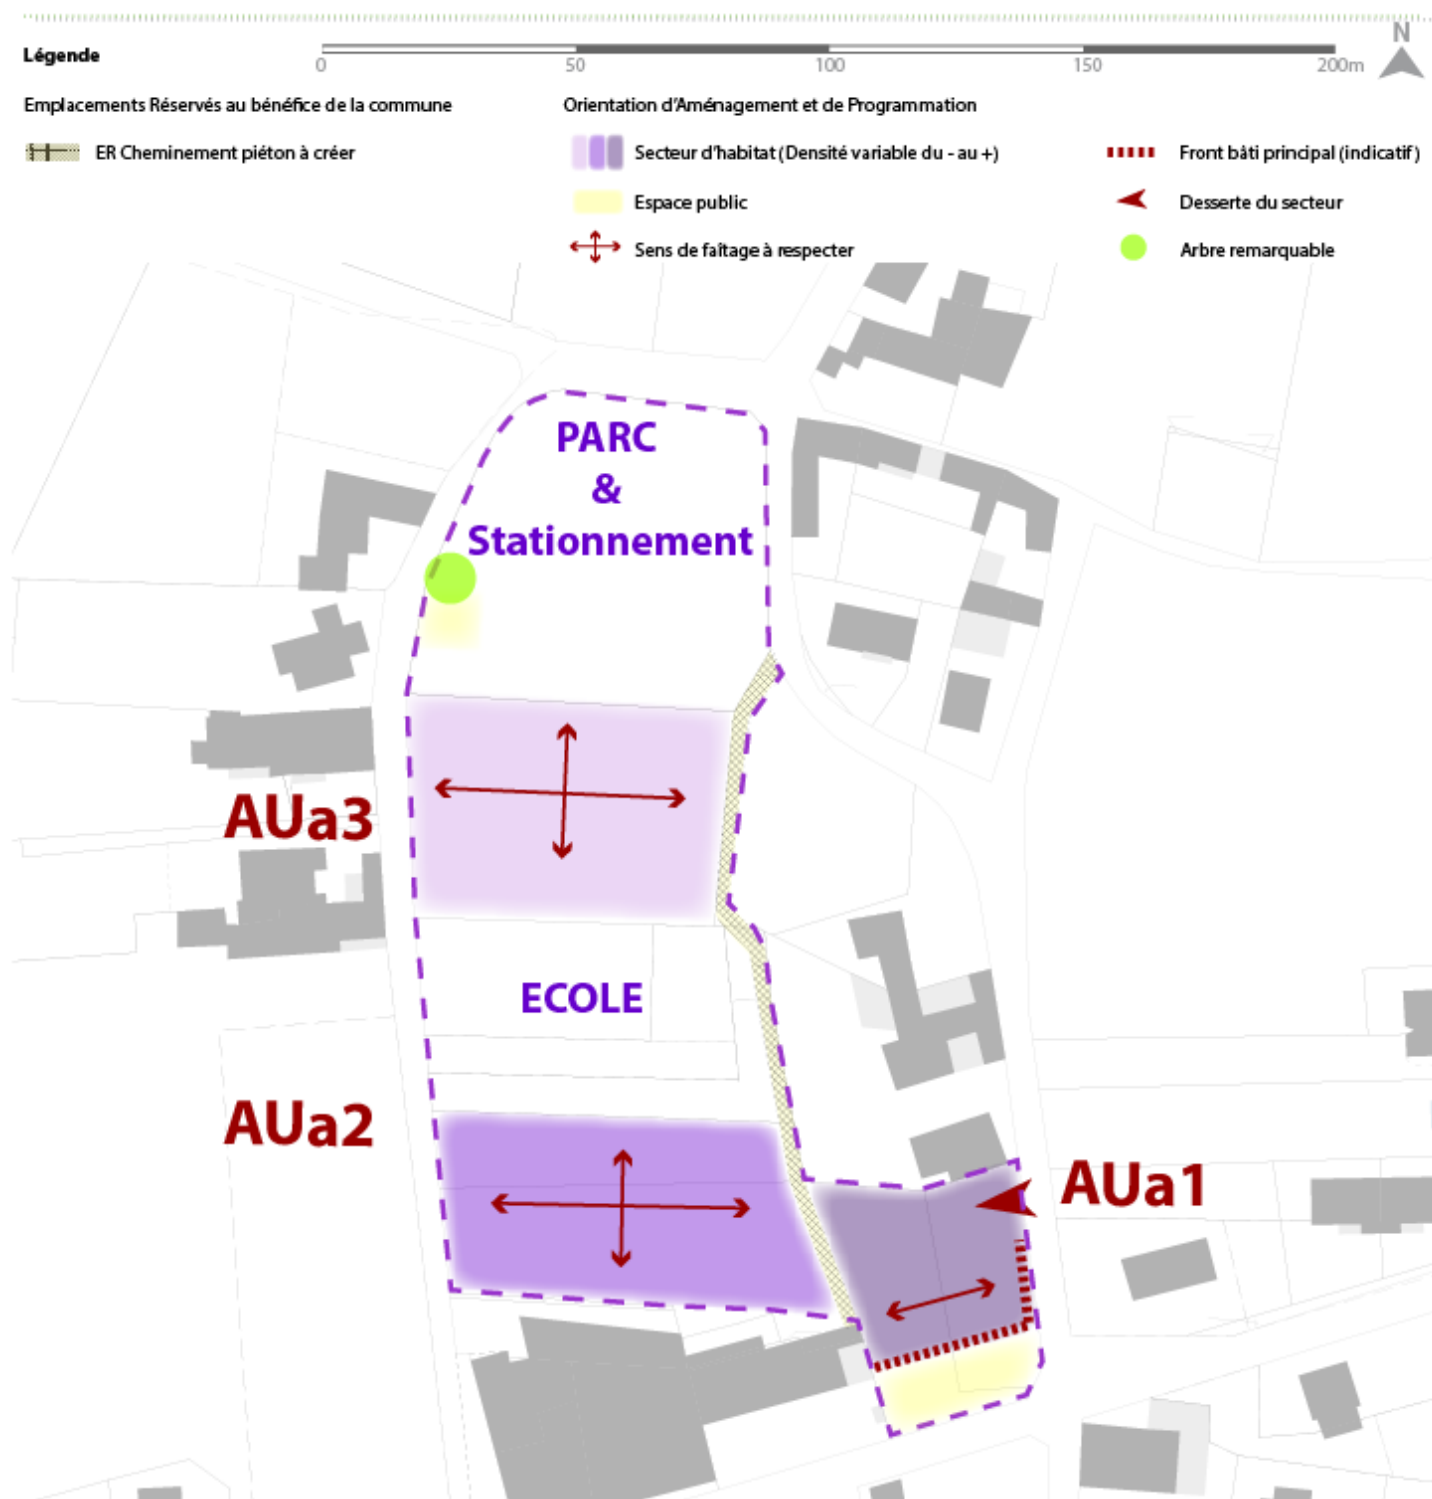 N
Légende
0 50 100 150 200m
Emplacements Réservés au bénéfice de la commune
Orientation d'Aménagement et de Programmation
ER Cheminement piéton à créer
Secteur d'habitat (Densité variable du - au +)
Front bâti principal (indicatif)
Espace public
Desserte du secteur
Sens de faîtage à respecter
Arbre remarquable
PARC
&
Stationnement
AUa3
ECOLE
AUa2
AUa1